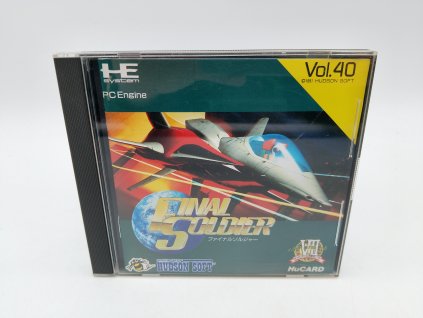 HE
system
PC Engine
Vol.40
©1991 HUDSON SOFT
FINAL
SOLDIER
ファイナルソルジャー
HUDSON SOFT
VII
HuCARD